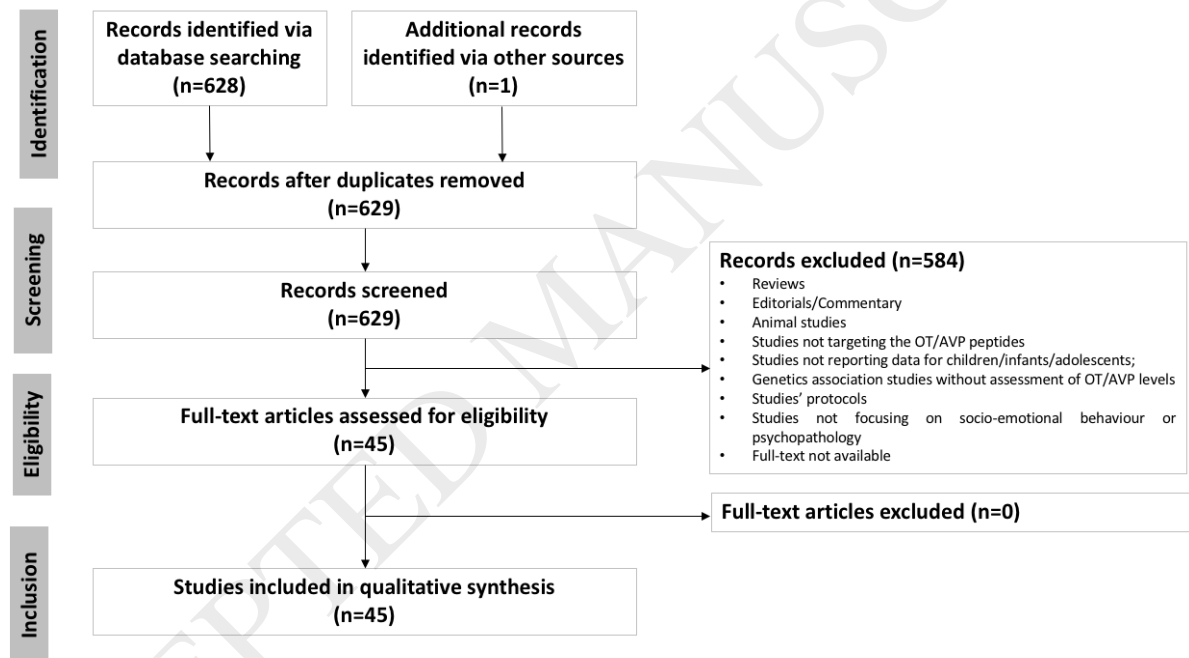 Identification
Records identified via
database searching
(n=628)
Additional records
identified via other sources
(n=1)
Records after duplicates removed
(n=629)
Screening
Records screened
(n=629)
Records excluded (n=584)
• Reviews
• Editorials/Commentary
• Animal studies
• Studies not targeting the OT/AVP peptides
• Studies not reporting data for children/infants/adolescents;
• Genetics association studies without assessment of OT/AVP levels
• Studies' protocols
• Studies not focusing on socio-emotional behaviour or
psychopathology
• Full-text not available
Eligibility
Full-text articles assessed for eligibility
(n=45)
Full-text articles excluded (n=0)
Inclusion
Studies included in qualitative synthesis
(n=45)
EPTED MANUSC